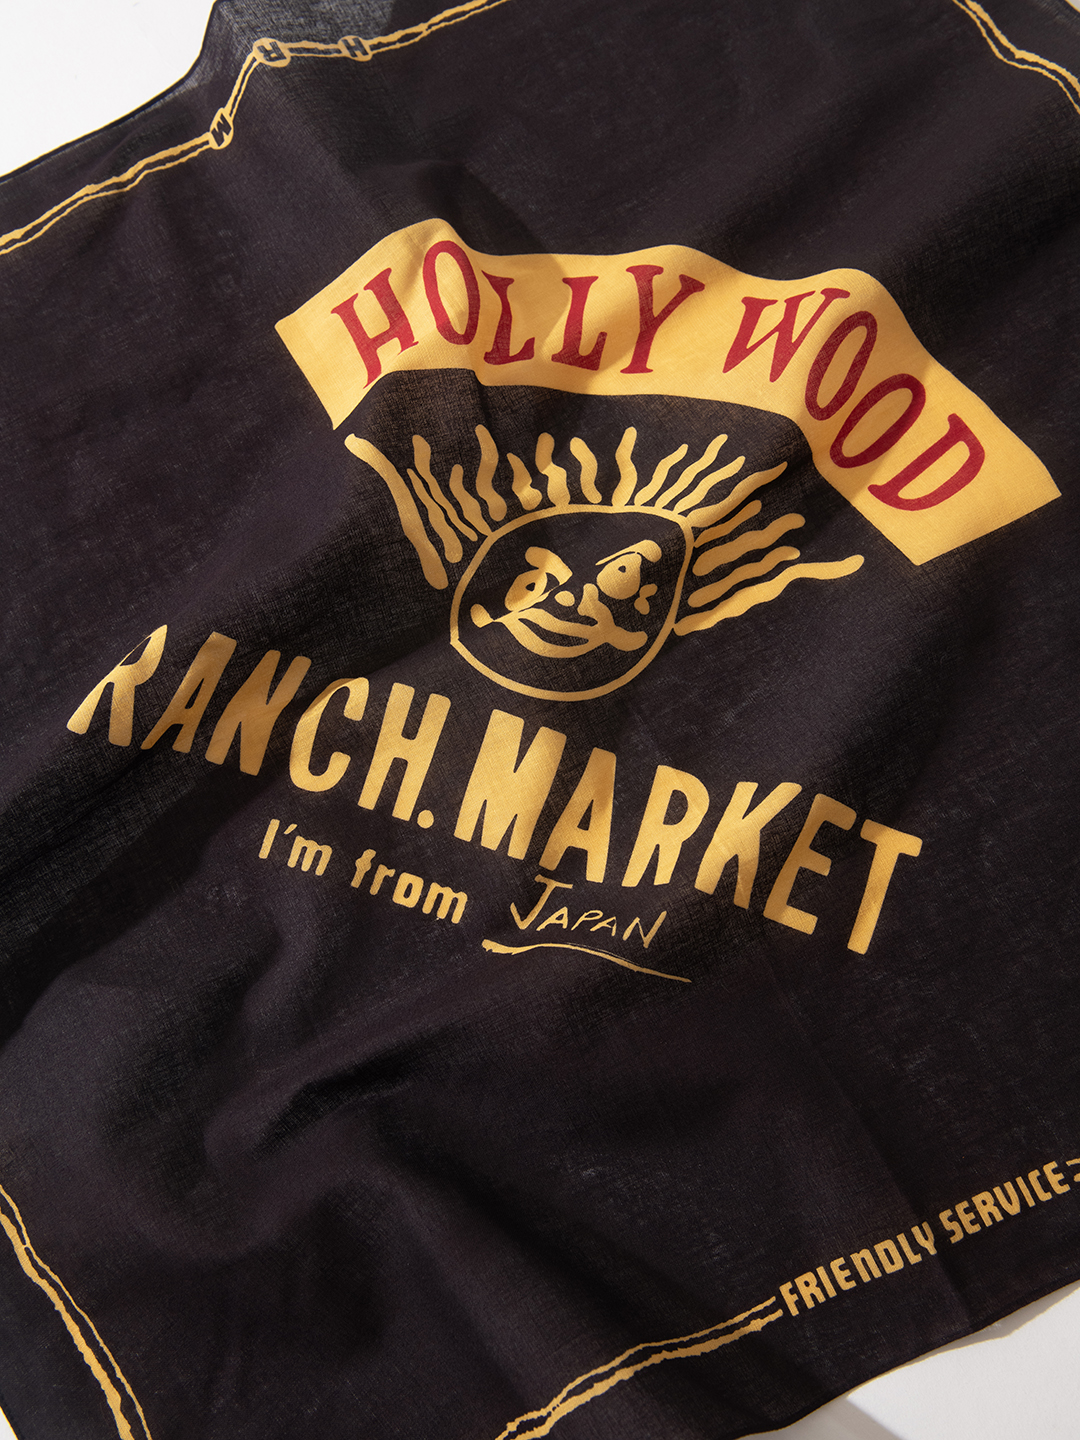 H
R
M
HOLLY WOOD
RANCH.MARKET
I'm from JAPAN
FRIENDLY SERVICE